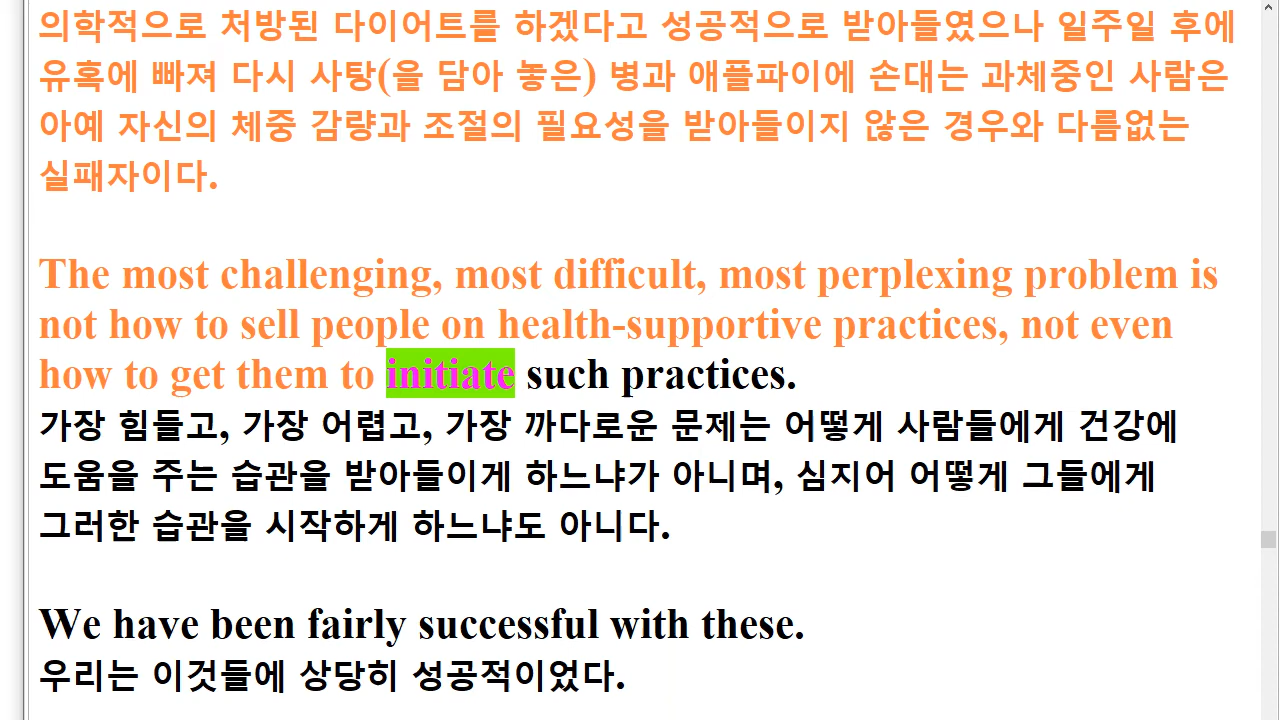 의학적으로 처방된 다이어트를 하겠다고 성공적으로 받아들였으나 일주일 후에
유혹에 빠져 다시 사탕(을 담아 놓은) 병과 애플파이에 손대는 과체중인 사람은
아예 자신의 체중 감량과 조절의 필요성을 받아들이지 않은 경우와 다름없는
실패자이다.
The most challenging, most difficult, most perplexing problem is
not how to sell people on health-supportive practices, not even
how to get them to initiate such practices.
가장 힘들고, 가장 어렵고, 가장 까다로운 문제는 어떻게 사람들에게 건강에
도움을 주는 습관을 받아들이게 하느냐가 아니며, 심지어 어떻게 그들에게
그러한 습관을 시작하게 하느냐도 아니다.
We have been fairly successful with these.
우리는 이것들에 상당히 성공적이었다.